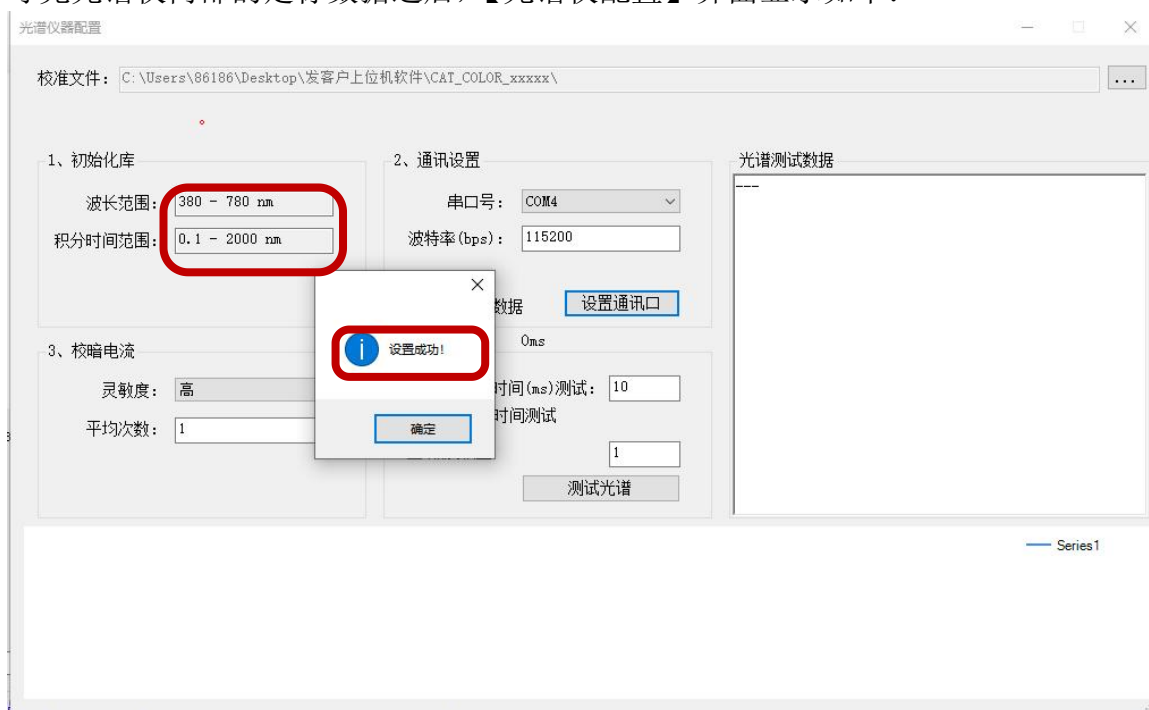 光谱仪器配置
校准文件: C:\Users\86186\Desktop\发客户上位机软件\CAT_COLOR_xxxxx\ ...
1、初始化库
波长范围: 380 - 780 nm
积分时间范围: 0.1 - 2000 nm
2、通讯设置
串口号: COM4
波特率(bps): 115200
数据 设置通讯口
光谱测试数据
---
设置成功!
确定
3、校暗电流
灵敏度: 高
平均次数: 1
0ms
时间(ms)测试: 10
时间测试
1
测试光谱
Series1